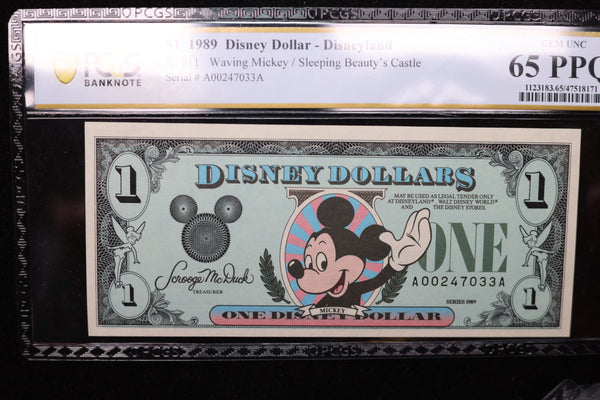 $1 1989 Disney Dollar - Disneyland
011 Waving Mickey / Sleeping Beauty's Castle
Serial # A00247033A
GEM UNC
65 PPQ
1123183.65/47518171
PCGS
BANKNOTE
DISNEY DOLLARS
MAY BE USED AS LEGAL TENDER ONLY
AT DISNEYLAND®, WALT DISNEY WORLD®
AND THE DISNEY STORES.
1
1
ONE
A00247033A
Scrooge McDuck
TREASURER
SERIES 1989
1
1
MICKEY
ONE DISNEY DOLLAR